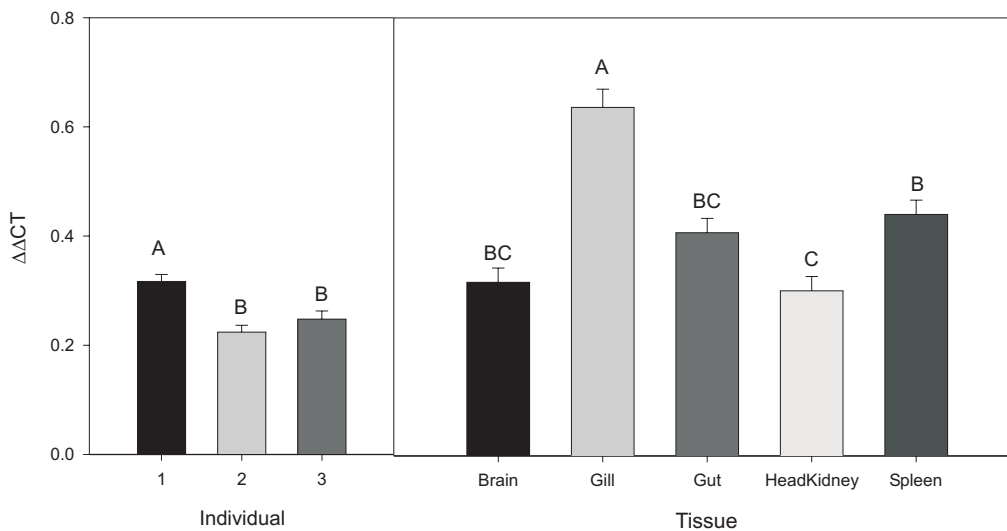 0.8
0.6
0.4
0.2
0.0
ΔΔCT
A
B
B
BC
A
BC
C
B
1 2 3
Brain Gill Gut HeadKidney Spleen
Individual
Tissue